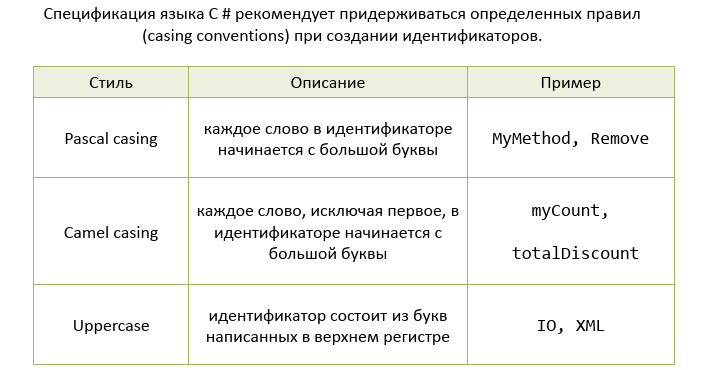 Спецификация языка C # рекомендует придерживаться определенных правил
(casing conventions) при создании идентификаторов.
Стиль
Описание
Пример
Pascal casing
каждое слово в идентификаторе
начинается с большой буквы
MyMethod, Remove
Camel casing
каждое слово, исключая первое, в
идентификаторе начинается с
большой буквы
myCount,
totalDiscount
Uppercase
идентификатор состоит из букв
написанных в верхнем регистре
IO, XML